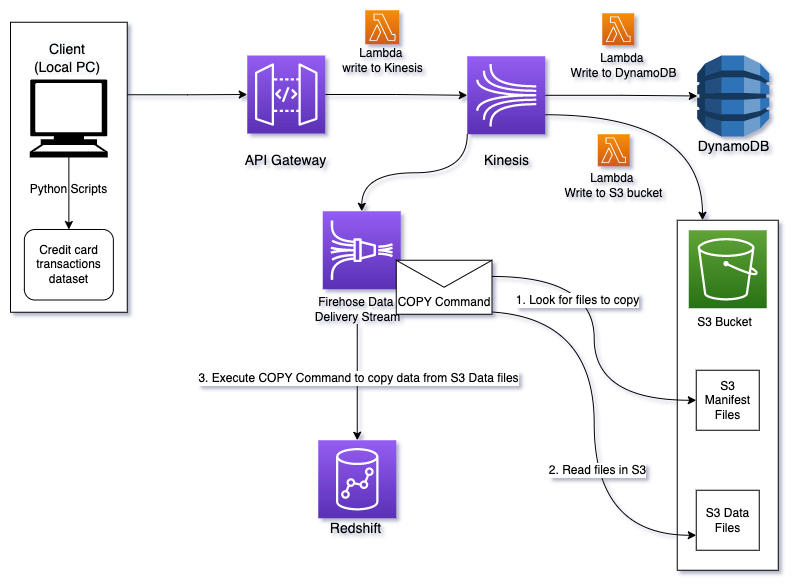 Client
(Local PC)
Python Scripts
Credit card
transactions
dataset
API Gateway
Lambda
write to Kinesis
Kinesis
Lambda
Write to DynamoDB
DynamoDB
Lambda
Write to S3 bucket
Firehose Data
Delivery Stream
COPY Command
1. Look for files to copy
S3 Bucket
3. Execute COPY Command to copy data from S3 Data files
S3
Manifest
Files
2. Read files in S3
S3 Data
Files
Redshift